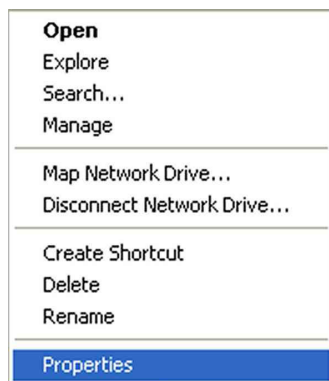 Open
Explore
Search...
Manage
Map Network Drive...
Disconnect Network Drive...
Create Shortcut
Delete
Rename
Properties